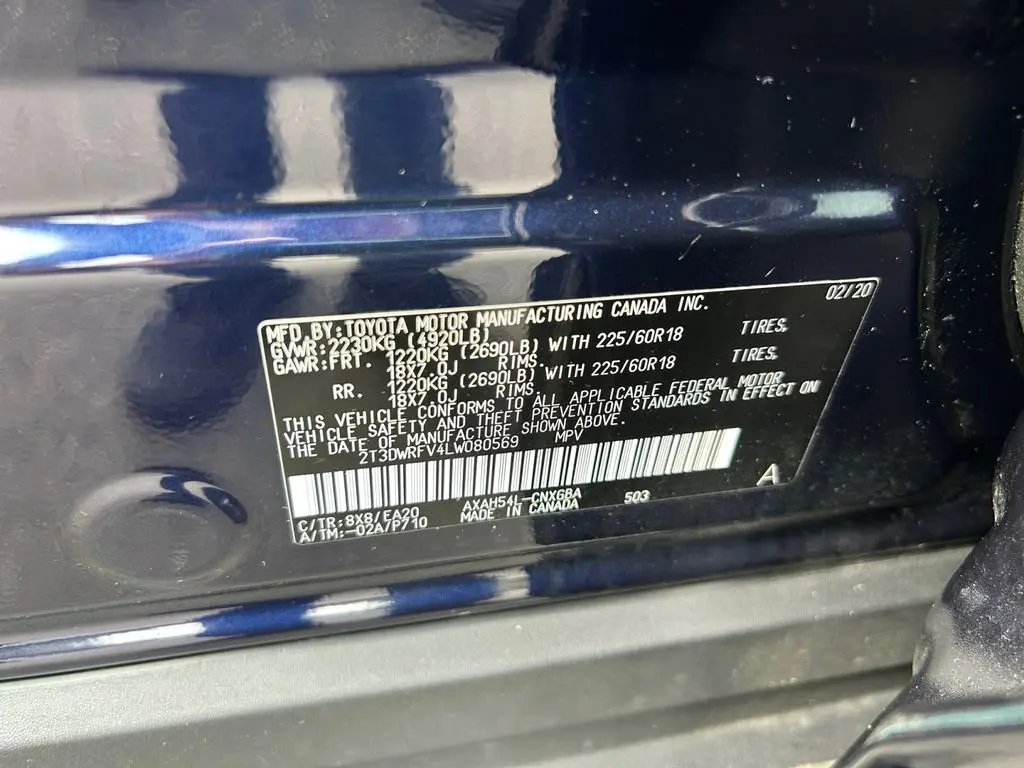 MFD. BY: TOYOTA MOTOR MANUFACTURING CANADA INC. 02/20
GVWR: 2230KG (4920LB)
GAWR: FRT. 1220KG (2690LB) WITH 225/60R18 TIRES,
18X7.0J RIMS.
RR. 1220KG (2690LB) WITH 225/60R18 TIRES,
18X7.0J RIMS.
THIS VEHICLE CONFORMS TO ALL APPLICABLE FEDERAL MOTOR
VEHICLE SAFETY AND THEFT PREVENTION STANDARDS IN EFFECT ON
THE DATE OF MANUFACTURE SHOWN ABOVE.
2T3DWRFV4LW080569 MPV
A
C/TR: 8X8/EA20 AXAH54L-CNXGBA 503
A/TM: -02A/P710 MADE IN CANADA